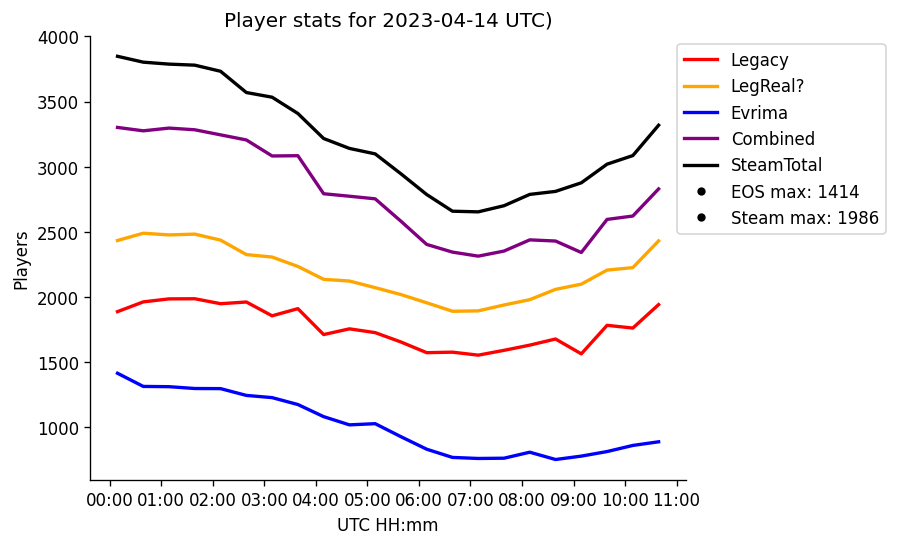 Player stats for 2023-04-14 UTC)
4000
3500
3000
2500
2000
1500
1000
Players
00:00 01:00 02:00 03:00 04:00 05:00 06:00 07:00 08:00 09:00 10:00 11:00
UTC HH:mm
Legacy
LegReal?
Evrima
Combined
SteamTotal
EOS max: 1414
Steam max: 1986